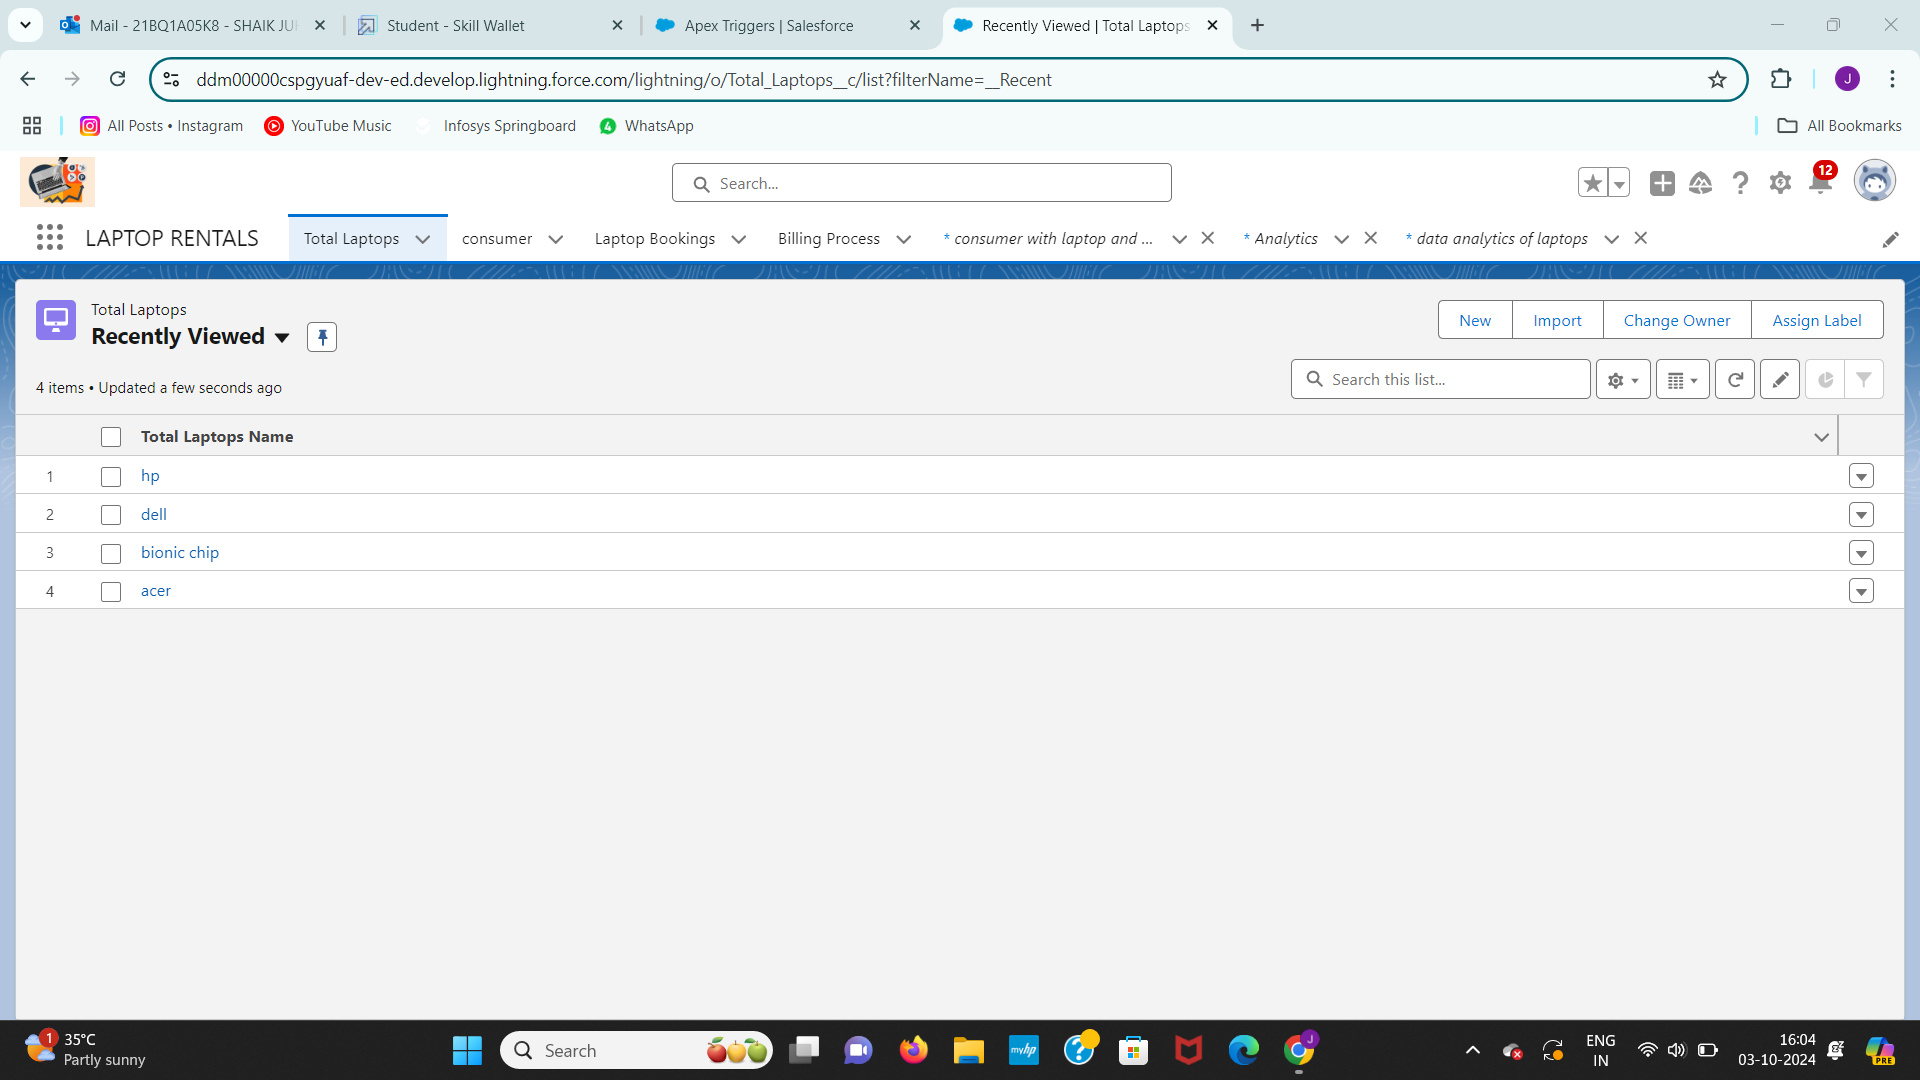 Mail - 21BQ1A05K8 - SHAIK JU
Student - Skill Wallet
Apex Triggers | Salesforce
Recently Viewed | Total Laptops
ddm00000cspgyuaf-dev-ed.develop.lightning.force.com/lightning/o/Total_Laptops__c/list?filterName=__Recent
J
All Posts • Instagram
YouTube Music
Infosys Springboard
4
WhatsApp
All Bookmarks
Search...
12
LAPTOP RENTALS
Total Laptops
consumer
Laptop Bookings
Billing Process
* consumer with laptop and ...
* Analytics
* data analytics of laptops
Total Laptops
Recently Viewed
New
Import
Change Owner
Assign Label
4 items • Updated a few seconds ago
Search this list...
Total Laptops Name
1 hp
2 dell
3 bionic chip
4 acer
1
35°C
Partly sunny
Search
myhp
?
J
ENG
IN
16:04
03-10-2024
PRE